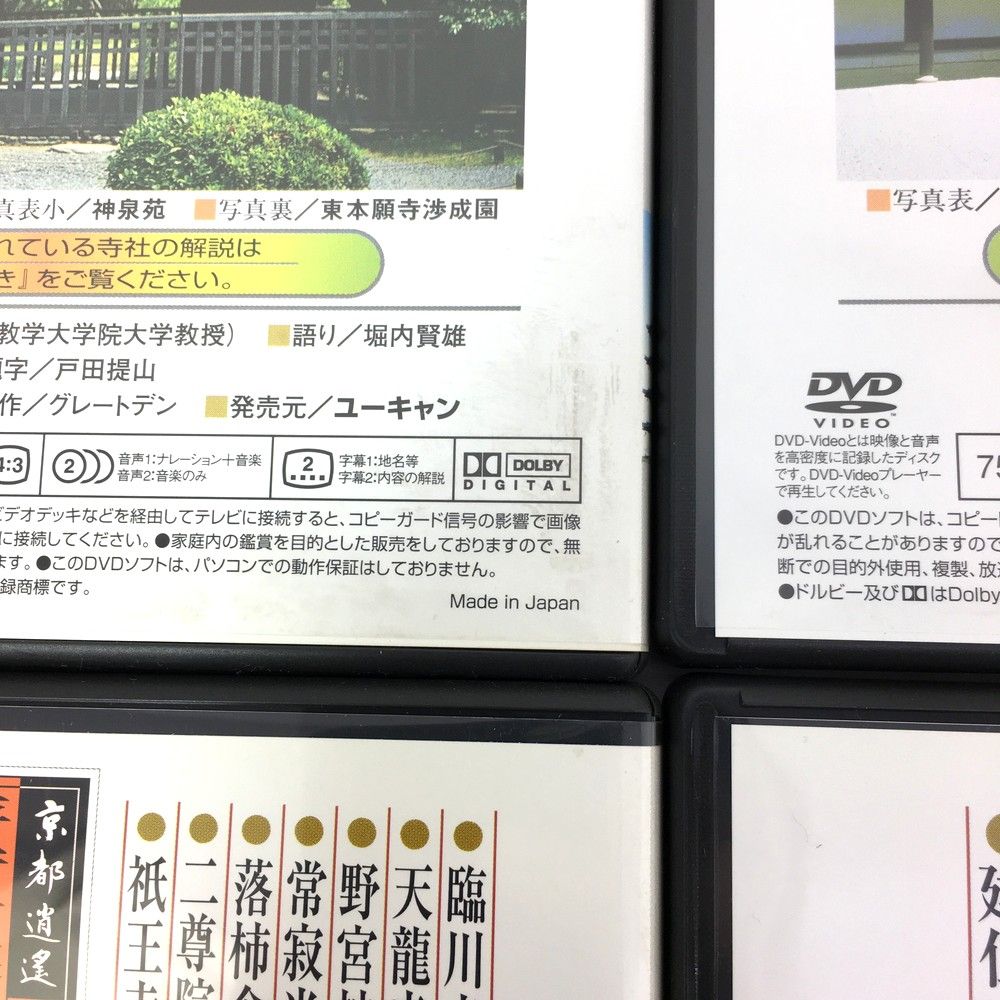 真表小／神泉苑　■写真裏／東本願寺渉成園
れている寺社の解説は
き』をご覧ください。
教学大学院大学教授）　■語り／堀内賢雄
字／戸田提山
作／グレートデン　■発売元／ユーキャン
4:3
2
音声1:ナレーション＋音楽
音声2:音楽のみ
2
字幕1:地名等
字幕2:内容の解説
DOLBY
DIGITAL
ビデオデッキなどを経由してテレビに接続すると、コピーガード信号の影響で画像
に接続してください。●家庭内の鑑賞を目的とした販売をしておりますので、無
ます。●このDVDソフトは、パソコンでの動作保証はしておりません。
録商標です。
Made in Japan
■写真表／
DVD
VIDEO
DVD-Videoとは映像と音声
を高密度に記録したディスク
です。DVD-Videoプレーヤー
で再生してください。
75
●このDVDソフトは、コピー
が乱れることがありますので
断での目的外使用、複製、放
●ドルビー及びはDolby
臨川
天龍
野宮
常寂
落柿
二尊院
祇王
京都逍遙